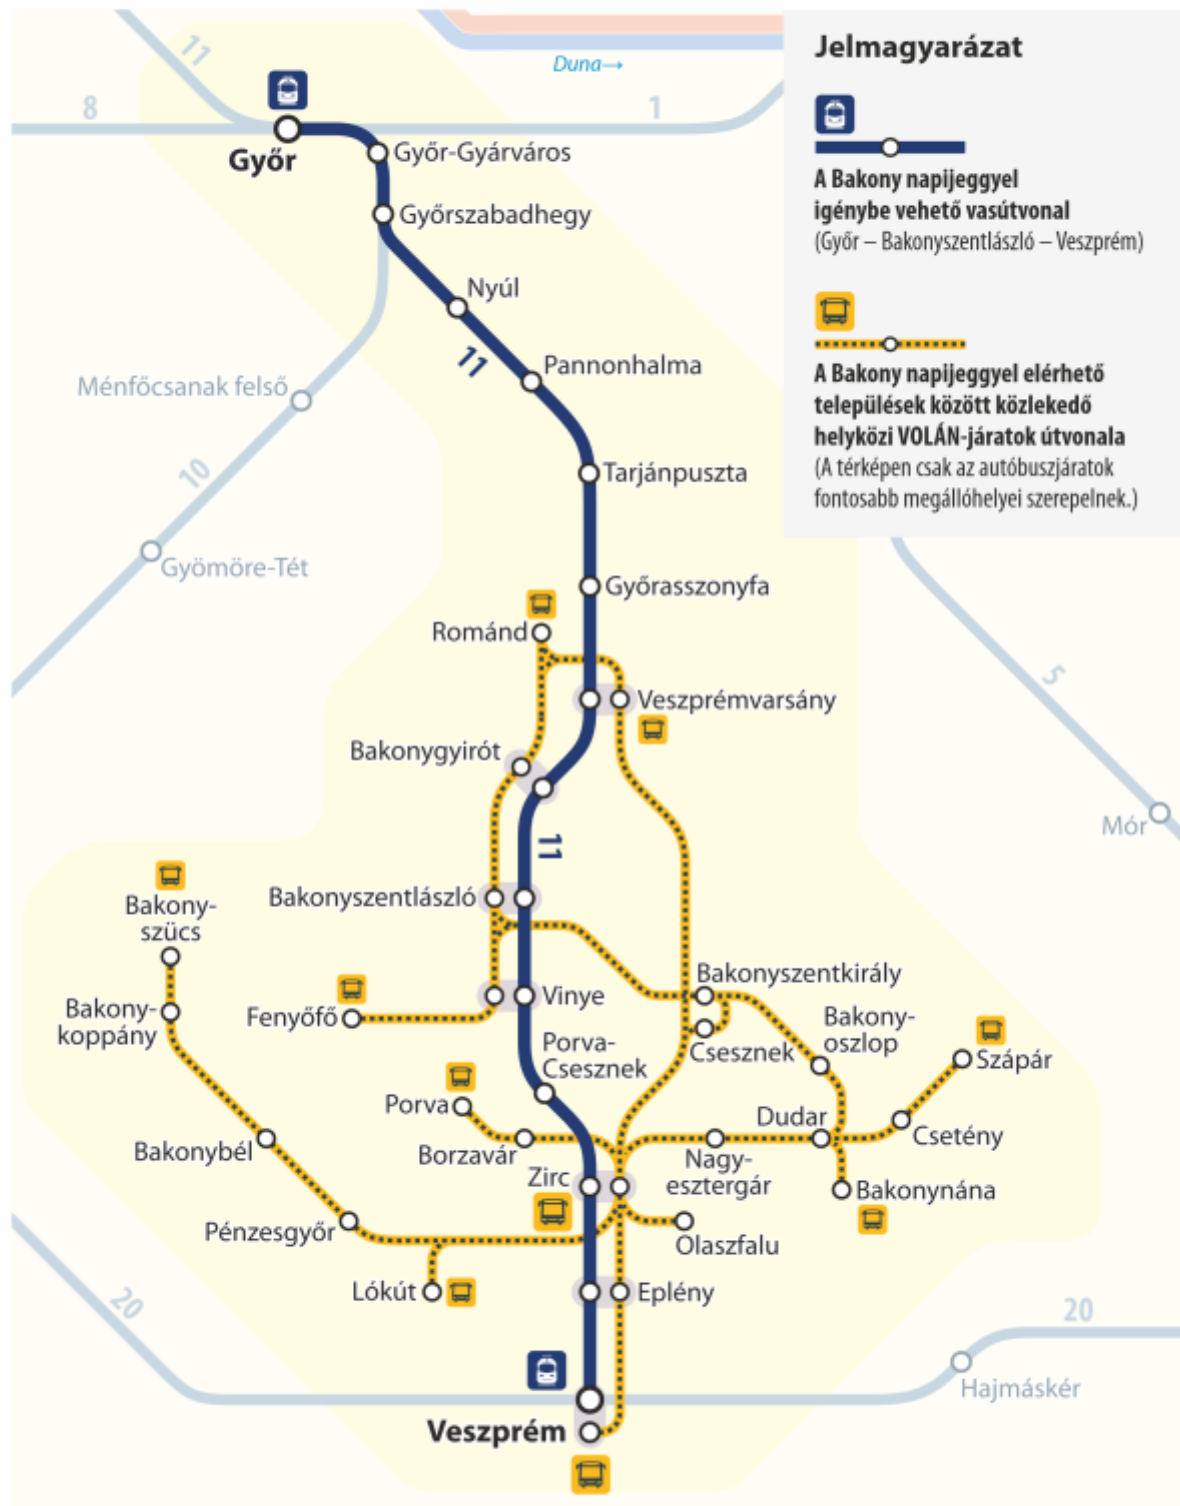 11
8
Duna→
1
Győr
Győr-Gyárváros
Győrszabadhegy
Nyúl
11
Pannonhalma
Ménfőcsanak felső
10
Tarjánpuszta
Gyömöre-Tét
Győrasszonyfa
Románd
Veszprémvarsány
5
Bakonygyirót
Mór
11
Bakony-
szücs
Bakonyszentlászló
Bakony-
koppány
Fenyőfő
Vinye
Bakonyszentkirály
Csesznek
Bakony-
oszlop
Szápár
Porva-
Csesznek
Porva
Borzavár
Dudar
Csetény
Bakonybél
Zirc
Nagy-
esztergár
Bakonynána
Pénzesgyőr
Olaszfalu
Lókút
Eplény
20
20
Hajmáskér
Veszprém
Jelmagyarázat
A Bakony napijeggyel
igénybe vehető vasútvonal
(Győr – Bakonyszentlászló – Veszprém)
A Bakony napijeggyel elérhető
települések között közlekedő
helyközi VOLÁN-járatok útvonala
(A térképen csak az autóbuszjáratok
fontosabb megállóhelyei szerepelnek.)